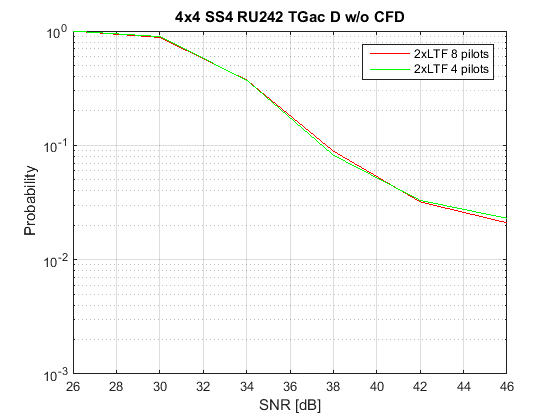 4x4 SS4 RU242 TGac D w/o CFD
2xLTF 8 pilots
2xLTF 4 pilots
10^0
10^-1
10^-2
10^-3
Probability
26 28 30 32 34 36 38 40 42 44 46
SNR [dB]